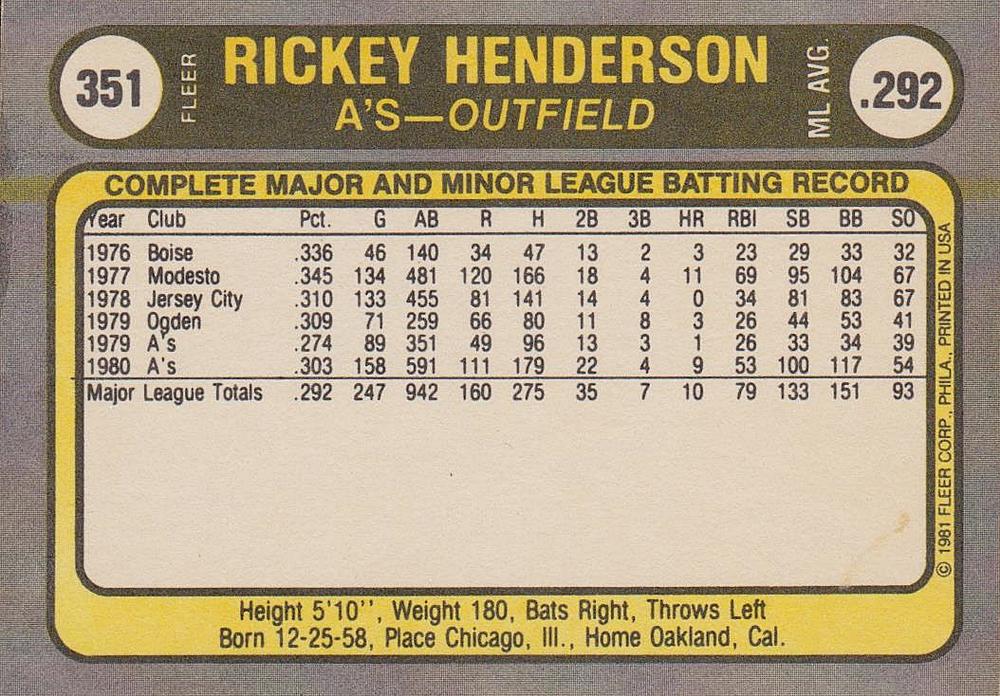 351 FLEER RICKEY HENDERSON ML AVG. .292
A'S—OUTFIELD
COMPLETE MAJOR AND MINOR LEAGUE BATTING RECORD
Year Club Pct. G AB R H 2B 3B HR RBI SB BB SO
1976 Boise .336 46 140 34 47 13 2 3 23 29 33 32
1977 Modesto .345 134 481 120 166 18 4 11 69 95 104 67
1978 Jersey City .310 133 455 81 141 14 4 0 34 81 83 67
1979 Ogden .309 71 259 66 80 11 8 3 26 44 53 41
1979 A's .274 89 351 49 96 13 3 1 26 33 34 39
1980 A's .303 158 591 111 179 22 4 9 53 100 117 54
Major League Totals .292 247 942 160 275 35 7 10 79 133 151 93
© 1981 FLEER CORP., PHILA., PRINTED IN USA
Height 5'10'', Weight 180, Bats Right, Throws Left
Born 12-25-58, Place Chicago, Ill., Home Oakland, Cal.